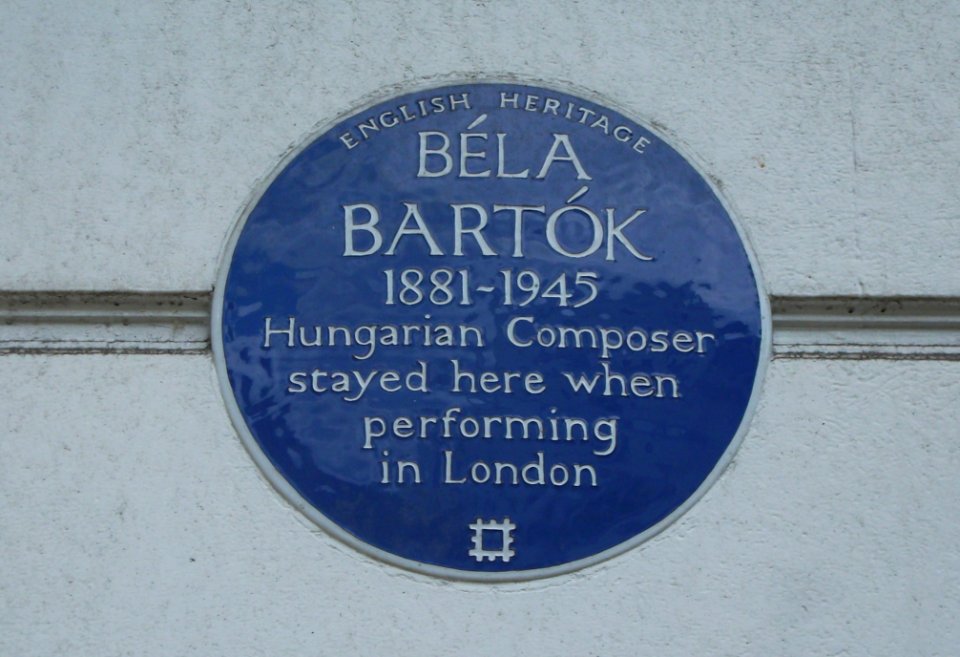 ENGLISH HERITAGE
BÉLA
BARTÓK
1881-1945
Hungarian Composer
stayed here when
performing
in London